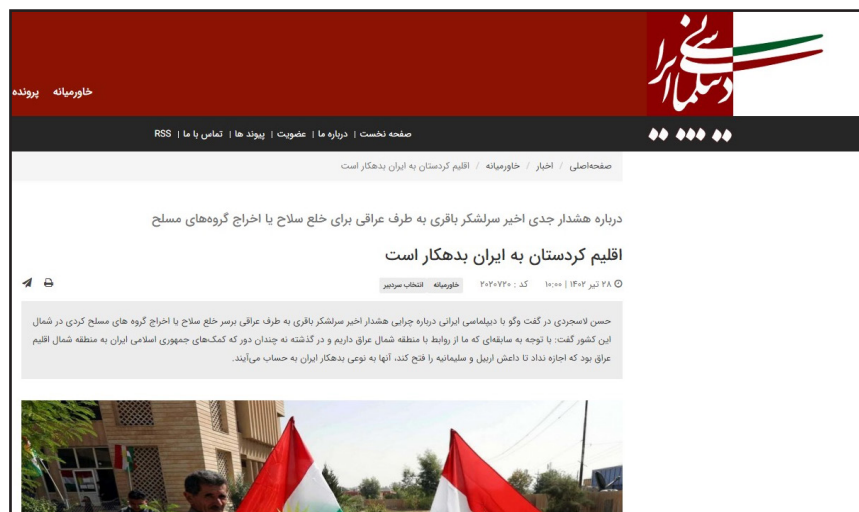 دیپلماسی ایرانی
خاورمیانه پرونده
صفحه نخست | درباره ما | عضویت | پیوند ها | تماس با ما | RSS
صفحه‌اصلی / اخبار / خاورمیانه / اقلیم کردستان به ایران بدهکار است
درباره هشدار جدی اخیر سرلشکر باقری به طرف عراقی برای خلع سلاح یا اخراج گروه‌های مسلح
اقلیم کردستان به ایران بدهکار است
۲۸ تیر ۱۴۰۲ | ۱۰:۰۰ کد : ۲۰۲۰۷۲۰ خاورمیانه انتخاب سردبیر
حسن لاسجردی در گفت وگو با دیپلماسی ایرانی درباره چرایی هشدار اخیر سرلشکر باقری به طرف عراقی برسر خلع سلاح یا اخراج گروه های مسلح کردی در شمال
این کشور گفت: با توجه به سابقه‌ای که ما از روابط با منطقه شمال عراق داریم و در گذشته نه چندان دور که کمک‌های جمهوری اسلامی ایران به منطقه شمال اقلیم
عراق بود که اجازه نداد تا داعش اربیل و سلیمانیه را فتح کند، آنها به نوعی بدهکار ایران به حساب می‌آیند.